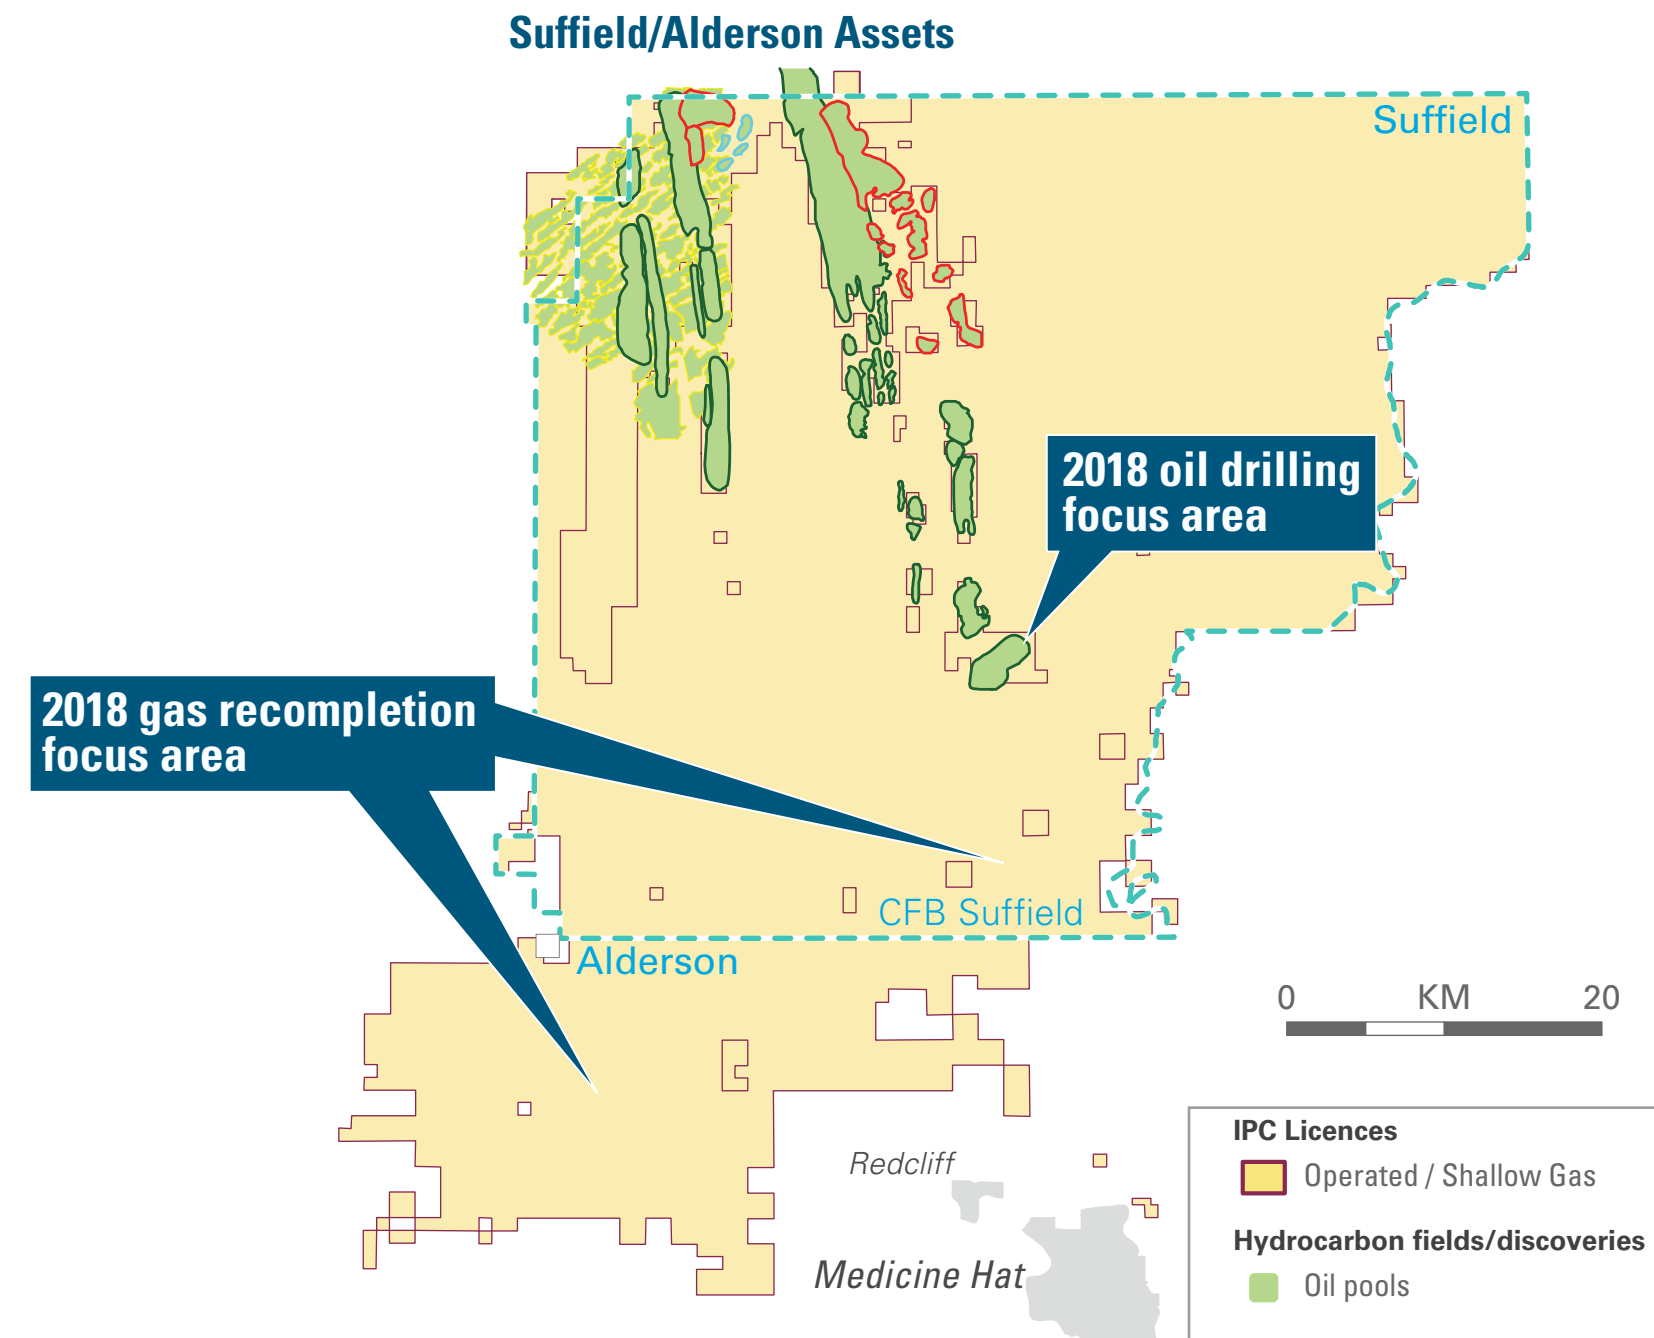 Suffield/Alderson Assets
Suffield
2018 oil drilling
focus area
2018 gas recompletion
focus area
CFB Suffield
Alderson
0 KM 20
Redcliff
Medicine Hat
IPC Licences
Operated / Shallow Gas
Hydrocarbon fields/discoveries
Oil pools